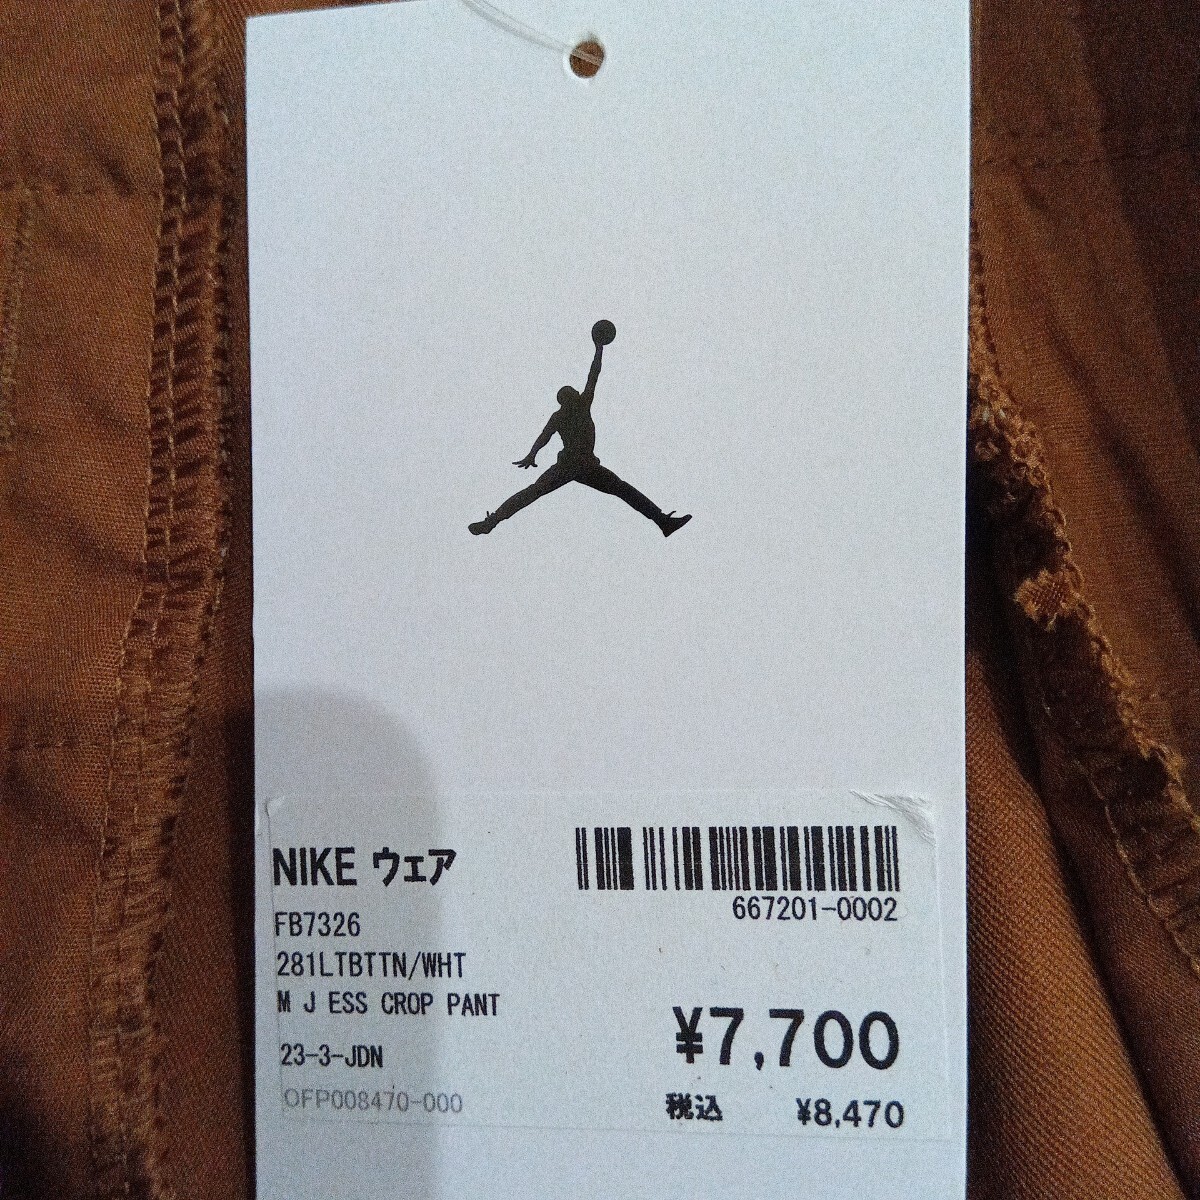 NIKE ウェア
667201-0002
FB7326
281LTBTTN/WHT
M J ESS CROP PANT
¥7,700
23-3-JDN
OFP008470-000
税込 ¥8,470